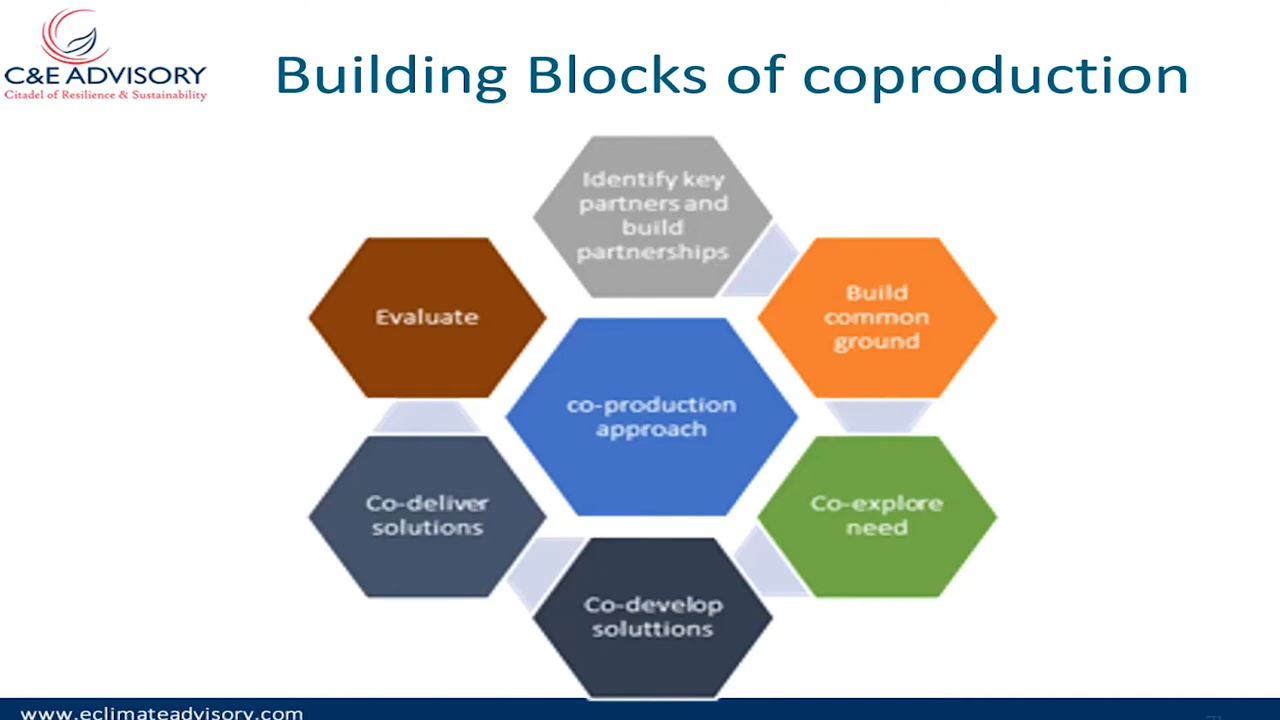 C&E ADVISORY
Citadel of Resilience & Sustainability
Building Blocks of coproduction
Identify key
partners and
build
partnerships
Build
common
ground
Co-explore
need
Co-develop
soluttions
Co-deliver
solutions
Evaluate
co-production
approach
www.eclimateadvisory.com